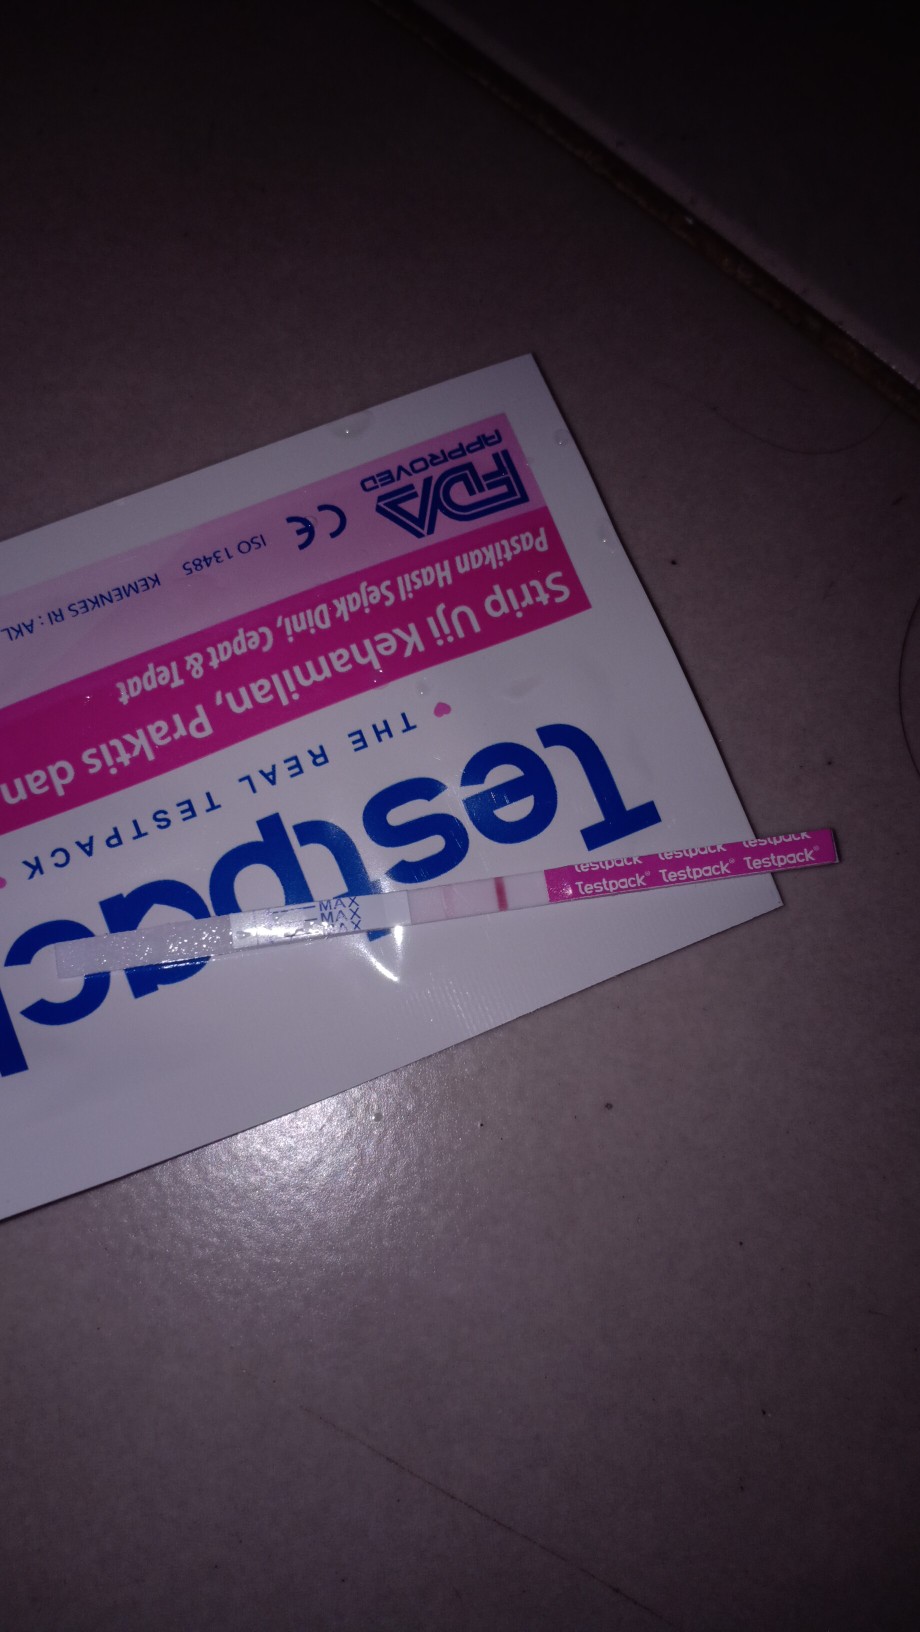 Testpack
♥ THE REAL TESTPACK ♥
Strip Uji Kehamilan, Praktis dan
Pastikan Hasil Sejak Dini, Cepat & Tepat
FDA
APPROVED
CE
ISO 13485
KEMENKES RI : AKL
MAX
MAX
MAX
Testpack® Testpack® Testpack®
Testpack® Testpack® Testpack®